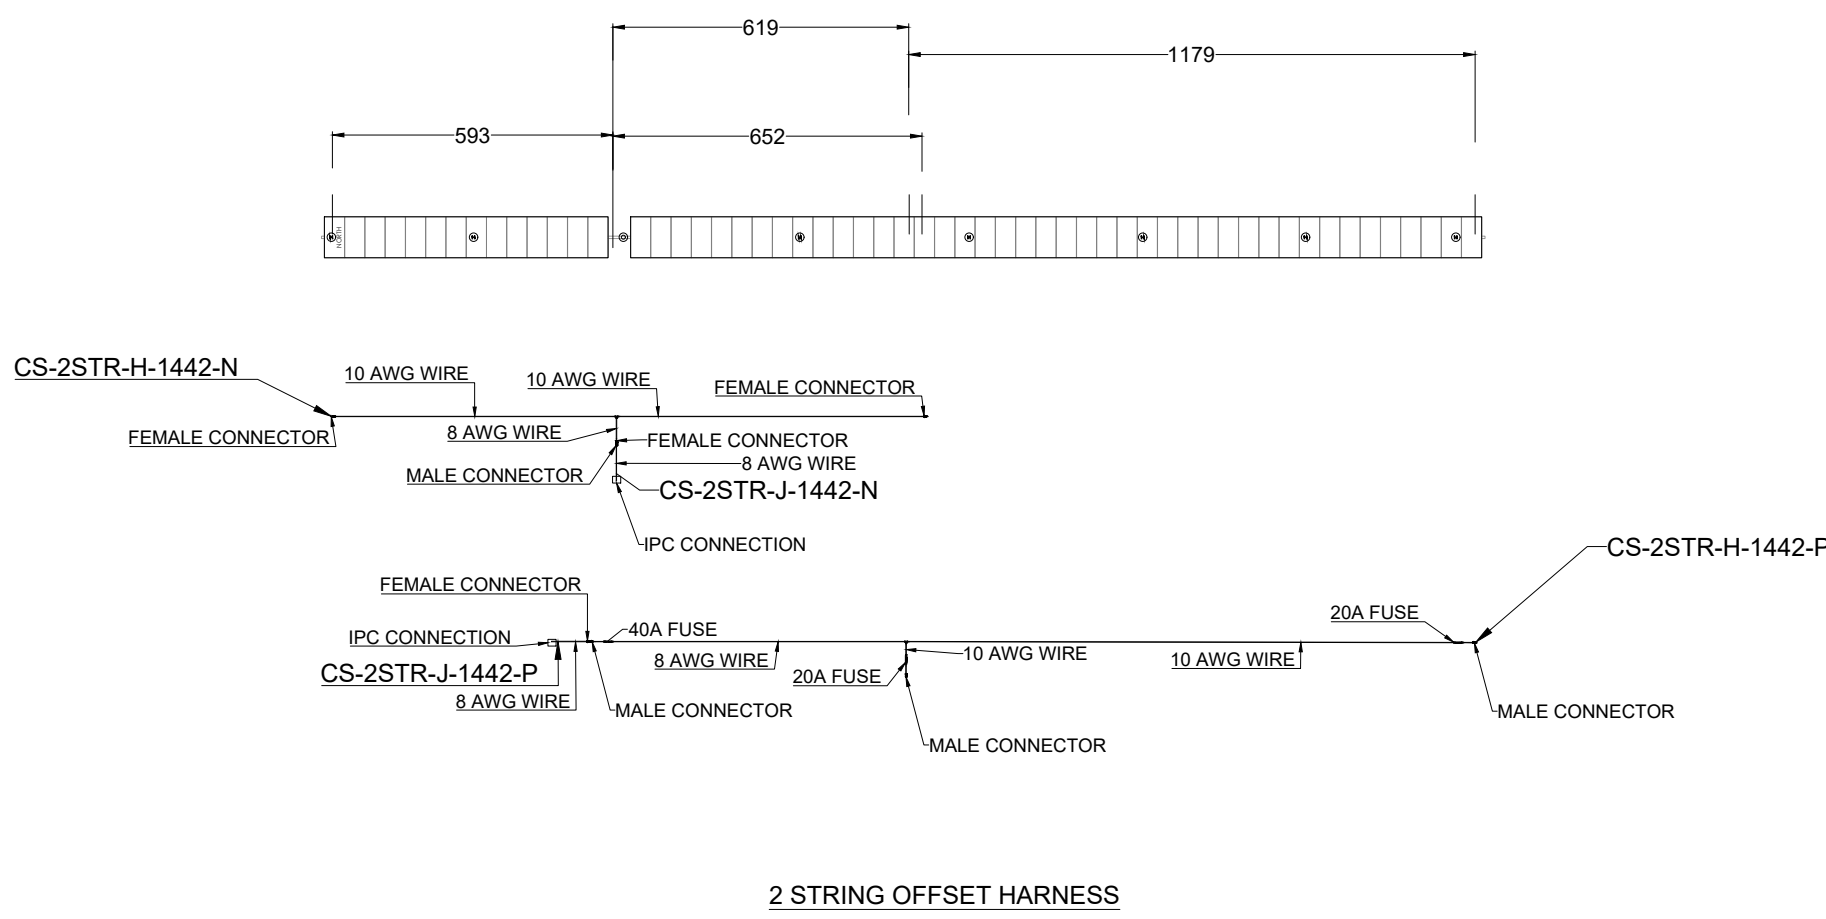 619
1179
593
652
NORTH
CS-2STR-H-1442-N
10 AWG WIRE
10 AWG WIRE
FEMALE CONNECTOR
FEMALE CONNECTOR
8 AWG WIRE
FEMALE CONNECTOR
MALE CONNECTOR
8 AWG WIRE
CS-2STR-J-1442-N
IPC CONNECTION
CS-2STR-H-1442-P
FEMALE CONNECTOR
20A FUSE
IPC CONNECTION
40A FUSE
8 AWG WIRE
10 AWG WIRE
10 AWG WIRE
CS-2STR-J-1442-P
20A FUSE
8 AWG WIRE
MALE CONNECTOR
MALE CONNECTOR
MALE CONNECTOR
2 STRING OFFSET HARNESS